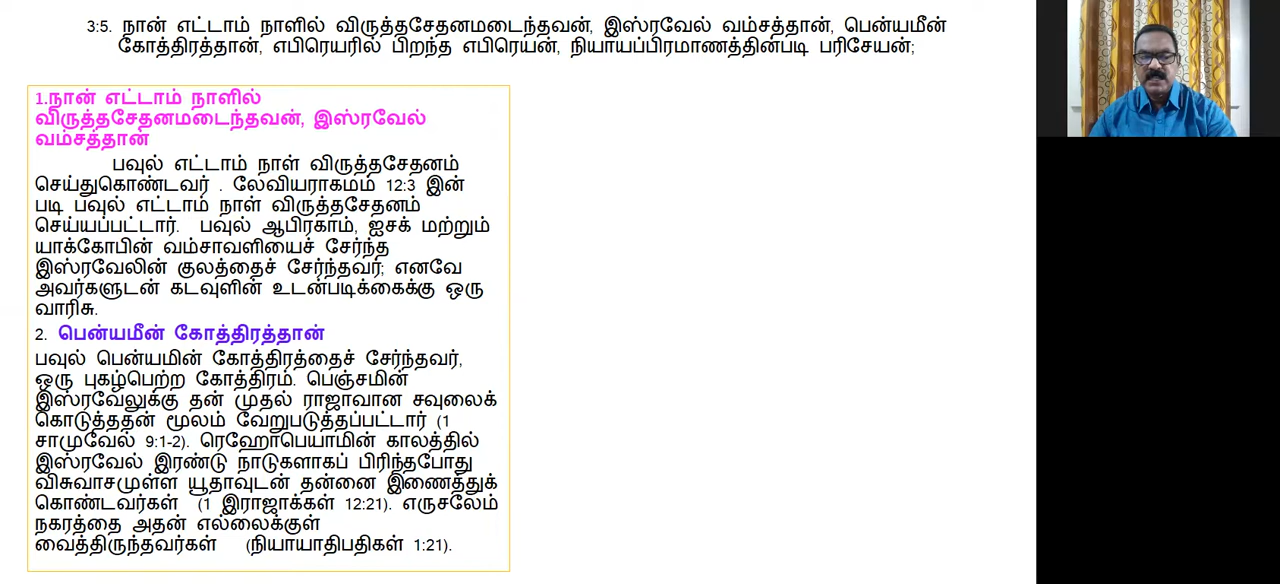 3:5. நான் எட்டாம் நாளில் விருத்தசேதனமடைந்தவன், இஸ்ரவேல் வம்சத்தான், பென்யமீன்
கோத்திரத்தான், எபிரெயரில் பிறந்த எபிரெயன், நியாயப்பிரமாணத்தின்படி பரிசேயன்;
1.நான் எட்டாம் நாளில்
விருத்தசேதனமடைந்தவன், இஸ்ரவேல்
வம்சத்தான்
பவுல் எட்டாம் நாள் விருத்தசேதனம்
செய்துகொண்டவர் . லேவியராகமம் 12:3 இன்
படி பவுல் எட்டாம் நாள் விருத்தசேதனம்
செய்யப்பட்டார். பவுல் ஆபிரகாம், ஐசக் மற்றும்
யாக்கோபின் வம்சாவளியைச் சேர்ந்த
இஸ்ரவேலின் குலத்தைச் சேர்ந்தவர்; எனவே
அவர்களுடன் கடவுளின் உடன்படிக்கைக்கு ஒரு
வாரிசு.
2. பென்யமீன் கோத்திரத்தான்
பவுல் பென்யமின் கோத்திரத்தைச் சேர்ந்தவர்,
ஒரு புகழ்பெற்ற கோத்திரம். பெஞ்சமின்
இஸ்ரவேலுக்கு தன் முதல் ராஜாவான சவுலைக்
கொடுத்ததன் மூலம் வேறுபடுத்தப்பட்டார் (1
சாமுவேல் 9:1-2). ரெஹோபெயாமின் காலத்தில்
இஸ்ரவேல் இரண்டு நாடுகளாகப் பிரிந்தபோது
விசுவாசமுள்ள யூதாவுடன் தன்னை இணைத்துக்
கொண்டவர்கள் (1 இராஜாக்கள் 12:21). எருசலேம்
நகரத்தை அதன் எல்லைக்குள்
வைத்திருந்தவர்கள் (நியாயாதிபதிகள் 1:21).